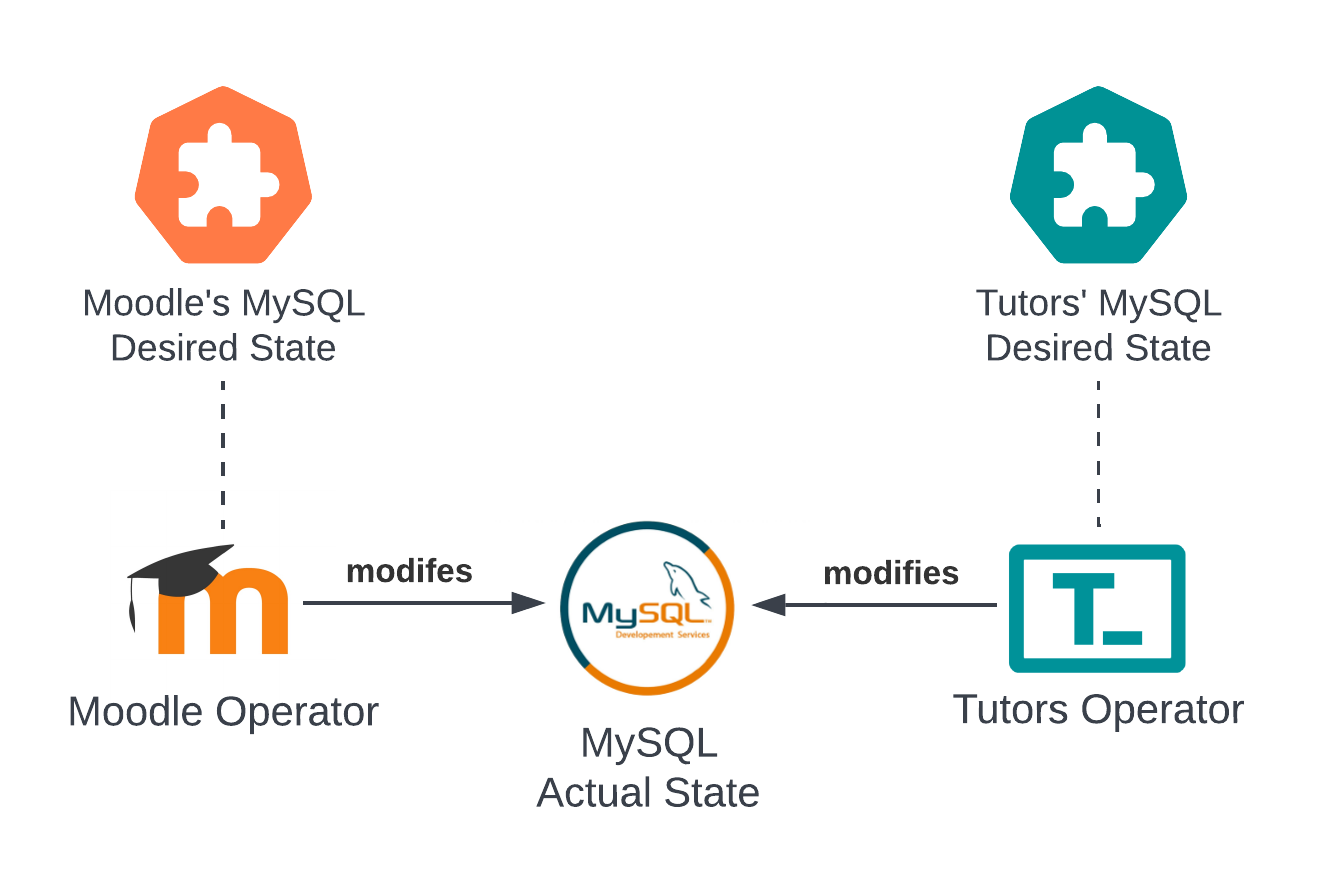 Moodle's MySQL
Desired State
Tutors' MySQL
Desired State
modifes
modifies
MySQL™
Developement Services
m
T_
Moodle Operator
Tutors Operator
MySQL
Actual State